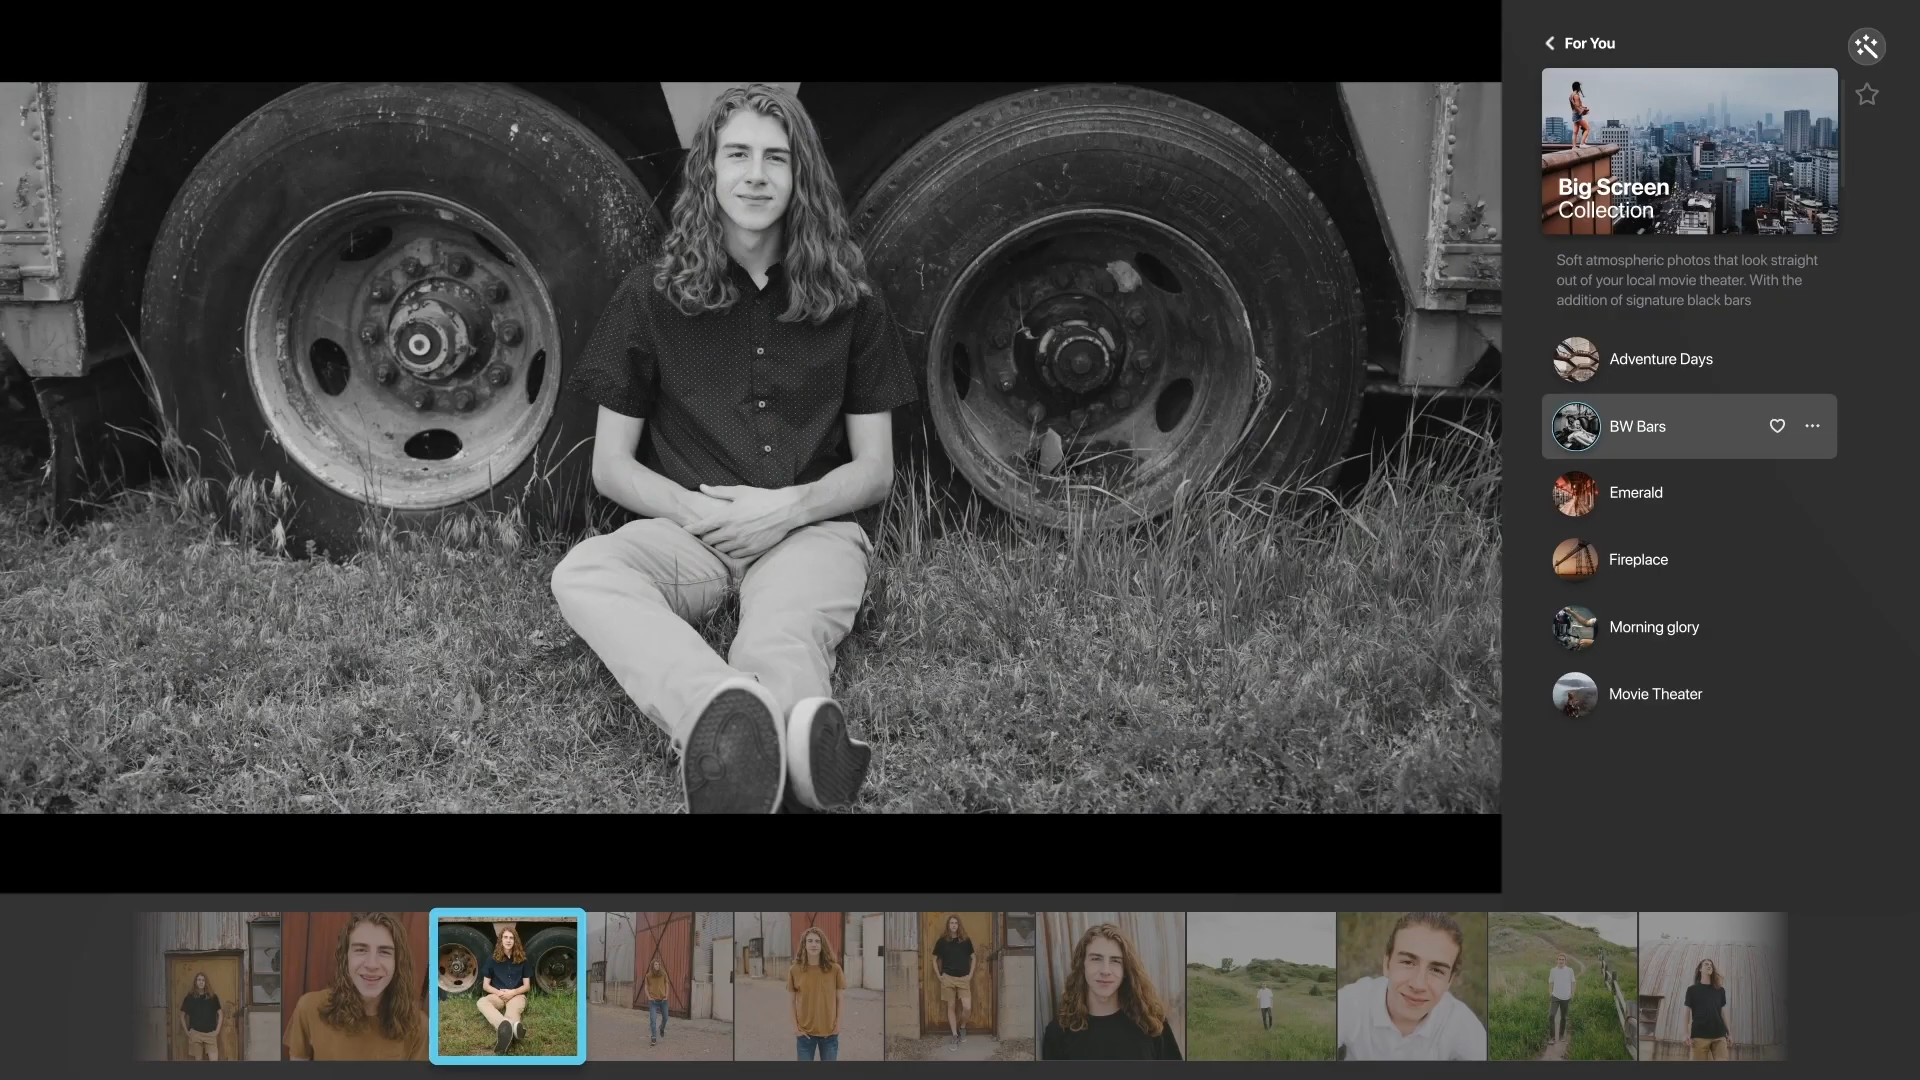 For You
Big Screen
Collection
Soft atmospheric photos that look straight
out of your local movie theater. With the
addition of signature black bars
Adventure Days
BW Bars
Emerald
Fireplace
Morning glory
Movie Theater